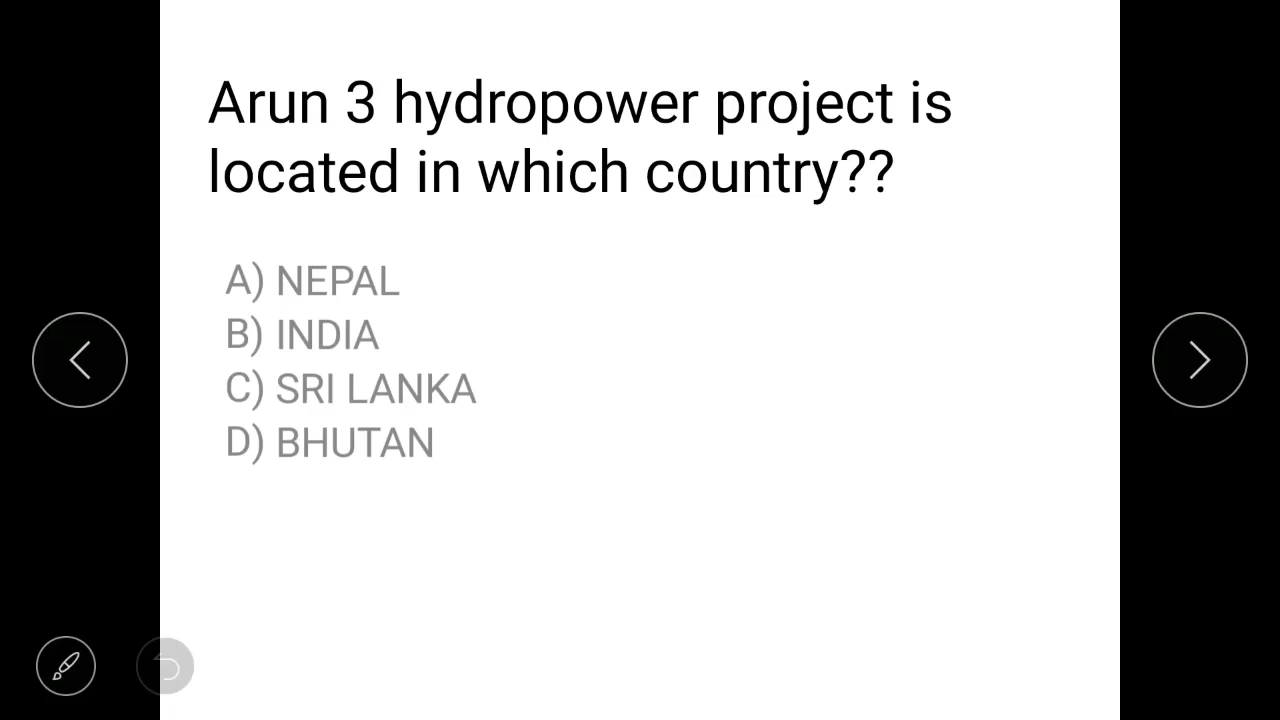 Arun 3 hydropower project is
located in which country??
A) NEPAL
B) INDIA
C) SRI LANKA
D) BHUTAN